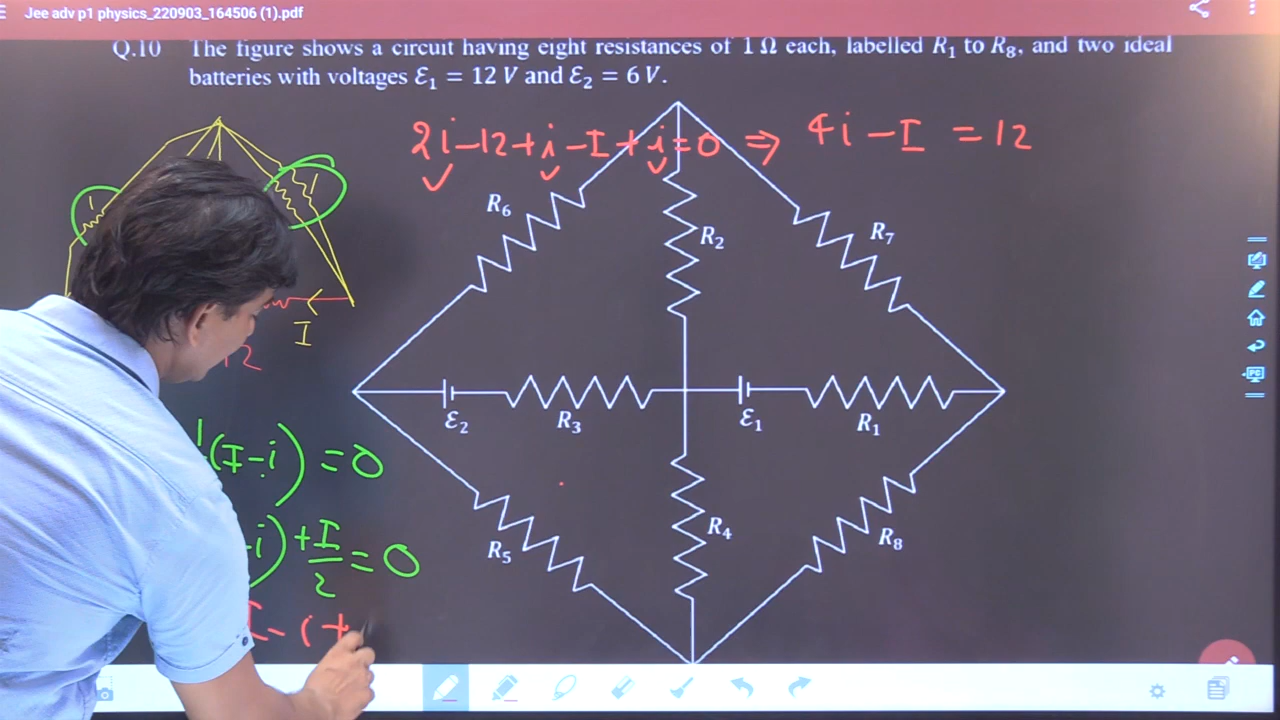 Jee adv p1 physics_220903_164506 (1).pdf
Q.10 The figure shows a circuit having eight resistances of 1 Ω each, labelled R₁ to R₈, and two ideal
batteries with voltages ℰ₁ = 12 V and ℰ₂ = 6 V.
2i-12+i-I+i=0 ⇒ 4i-I = 12
R₆
R₂
R₇
I
12
ℰ₂
R₃
ℰ₁
R₁
(I-i) = 0
i) + I/2 = 0
R₅
R₄
R₈
I-i+
PC